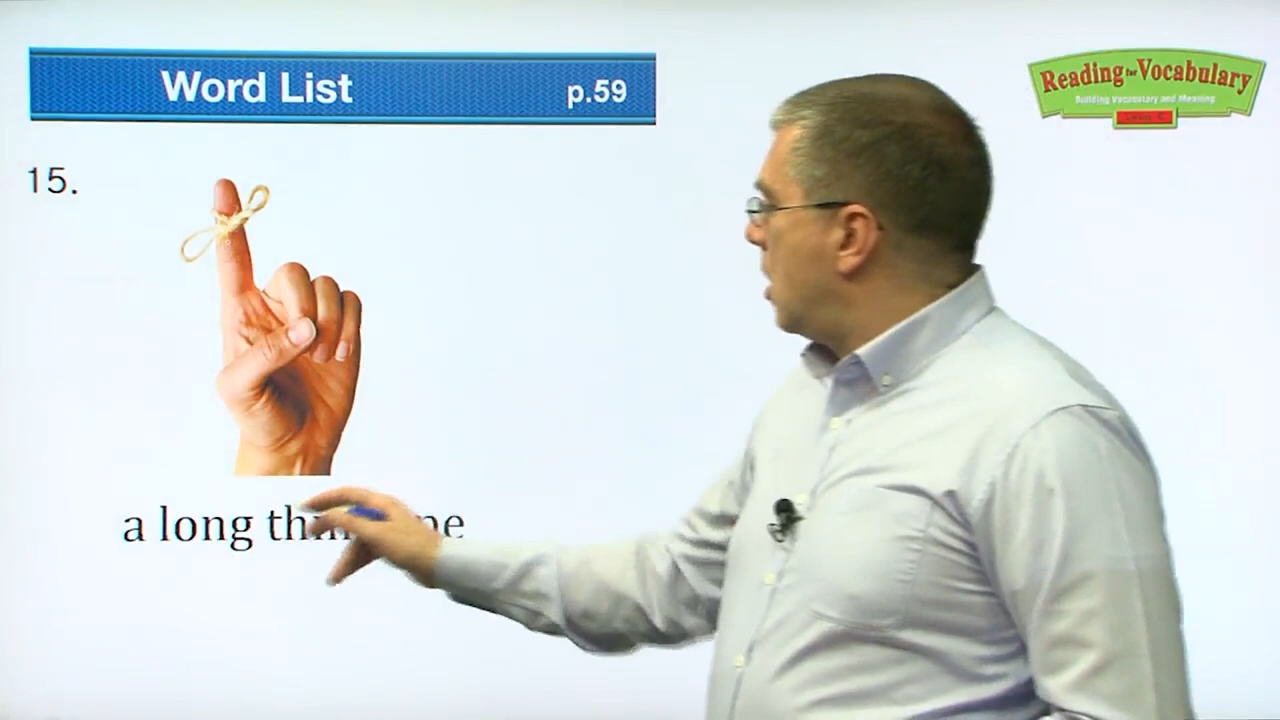 Word List p.59
Reading for Vocabulary
Building Vocabulary and Meaning
15.
a long